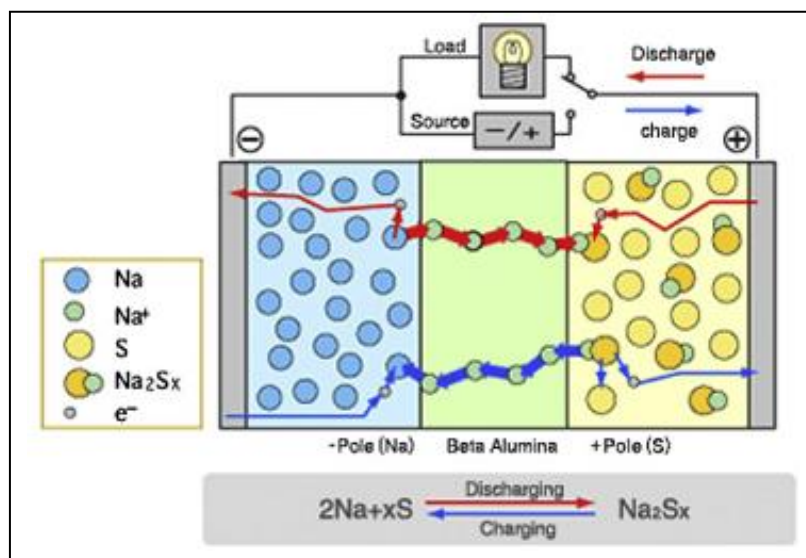 Load
Discharge
Source
−/+
charge
⊖
⊕
Na
Na⁺
S
Na₂Sx
e⁻
-Pole (Na) Beta Alumina +Pole (S)
Discharging
2Na+xS Na₂Sx
Charging